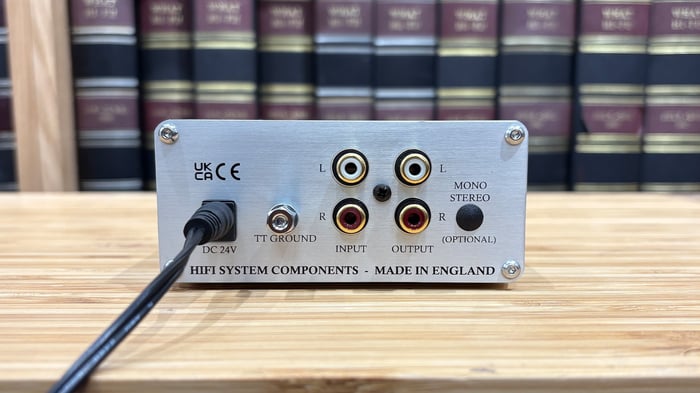 UK
CA CE
L
L
MONO
STEREO
R
R
(OPTIONAL)
DC 24V
TT GROUND
INPUT
OUTPUT
HIFI SYSTEM COMPONENTS - MADE IN ENGLAND